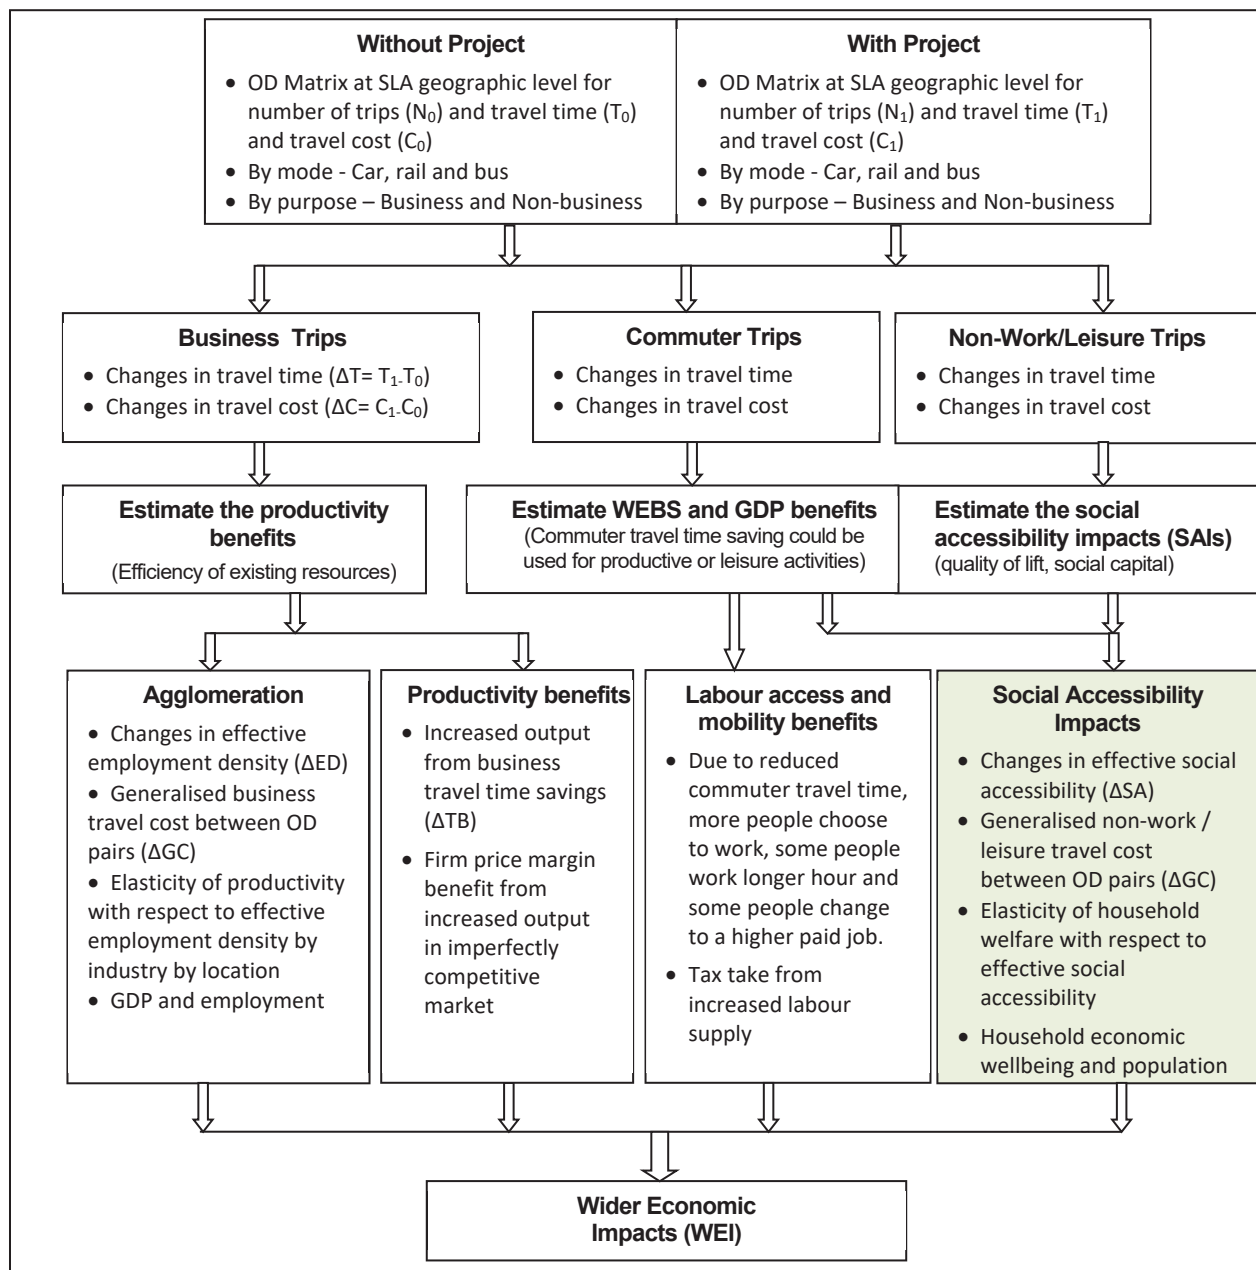 Without Project
• OD Matrix at SLA geographic level for
number of trips (N₀) and travel time (T₀)
and travel cost (C₀)
• By mode - Car, rail and bus
• By purpose – Business and Non-business
With Project
• OD Matrix at SLA geographic level for
number of trips (N₁) and travel time (T₁)
and travel cost (C₁)
• By mode - Car, rail and bus
• By purpose – Business and Non-business
Business Trips
• Changes in travel time (ΔT= T₁-T₀)
• Changes in travel cost (ΔC= C₁-C₀)
Commuter Trips
• Changes in travel time
• Changes in travel cost
Non-Work/Leisure Trips
• Changes in travel time
• Changes in travel cost
Estimate the productivity
benefits
(Efficiency of existing resources)
Estimate WEBS and GDP benefits
(Commuter travel time saving could be
used for productive or leisure activities)
Estimate the social
accessibility impacts (SAIs)
(quality of lift, social capital)
Agglomeration
• Changes in effective
employment density (ΔED)
• Generalised business
travel cost between OD
pairs (ΔGC)
• Elasticity of productivity
with respect to effective
employment density by
industry by location
• GDP and employment
Productivity benefits
• Increased output
from business
travel time savings
(ΔTB)
• Firm price margin
benefit from
increased output
in imperfectly
competitive
market
Labour access and
mobility benefits
• Due to reduced
commuter travel time,
more people choose
to work, some people
work longer hour and
some people change
to a higher paid job.
• Tax take from
increased labour
supply
Social Accessibility
Impacts
• Changes in effective social
accessibility (ΔSA)
• Generalised non-work /
leisure travel cost
between OD pairs (ΔGC)
• Elasticity of household
welfare with respect to
effective social
accessibility
• Household economic
wellbeing and population
Wider Economic
Impacts (WEI)